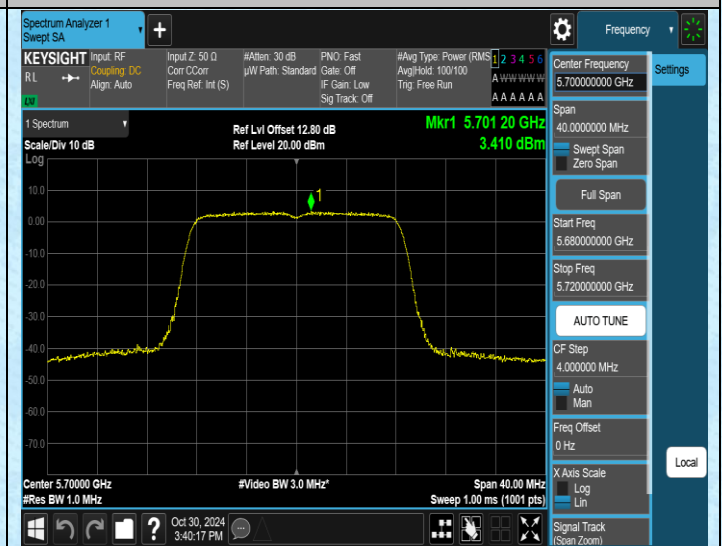 Spectrum Analyzer 1
Swept SA
Frequency
KEYSIGHT
R L
LXI
Input: RF
Coupling: DC
Align: Auto
Input Z: 50 Ω
Corr CCorr
Freq Ref: Int (S)
#Atten: 30 dB
µW Path: Standard
PNO: Fast
Gate: Off
IF Gain: Low
Sig Track: Off
#Avg Type: Power (RMS
Avg|Hold: 100/100
Trig: Free Run
1 2 3 4 5 6
A W W W W W
A A A A A A
1 Spectrum
Scale/Div 10 dB
Ref Lvl Offset 12.80 dB
Ref Level 20.00 dBm
Mkr1 5.701 20 GHz
3.410 dBm
Log
1
10.0
0.00
-10.0
-20.0
-30.0
-40.0
-50.0
-60.0
-70.0
Center 5.70000 GHz
#Res BW 1.0 MHz
#Video BW 3.0 MHz*
Span 40.00 MHz
Sweep 1.00 ms (1001 pts)
Oct 30, 2024
3:40:17 PM
?
Center Frequency
5.700000000 GHz
Span
40.0000000 MHz
Swept Span
Zero Span
Full Span
Start Freq
5.680000000 GHz
Stop Freq
5.720000000 GHz
AUTO TUNE
CF Step
4.000000 MHz
Auto
Man
Freq Offset
0 Hz
X Axis Scale
Log
Lin
Signal Track
(Span Zoom)
Settings
Local